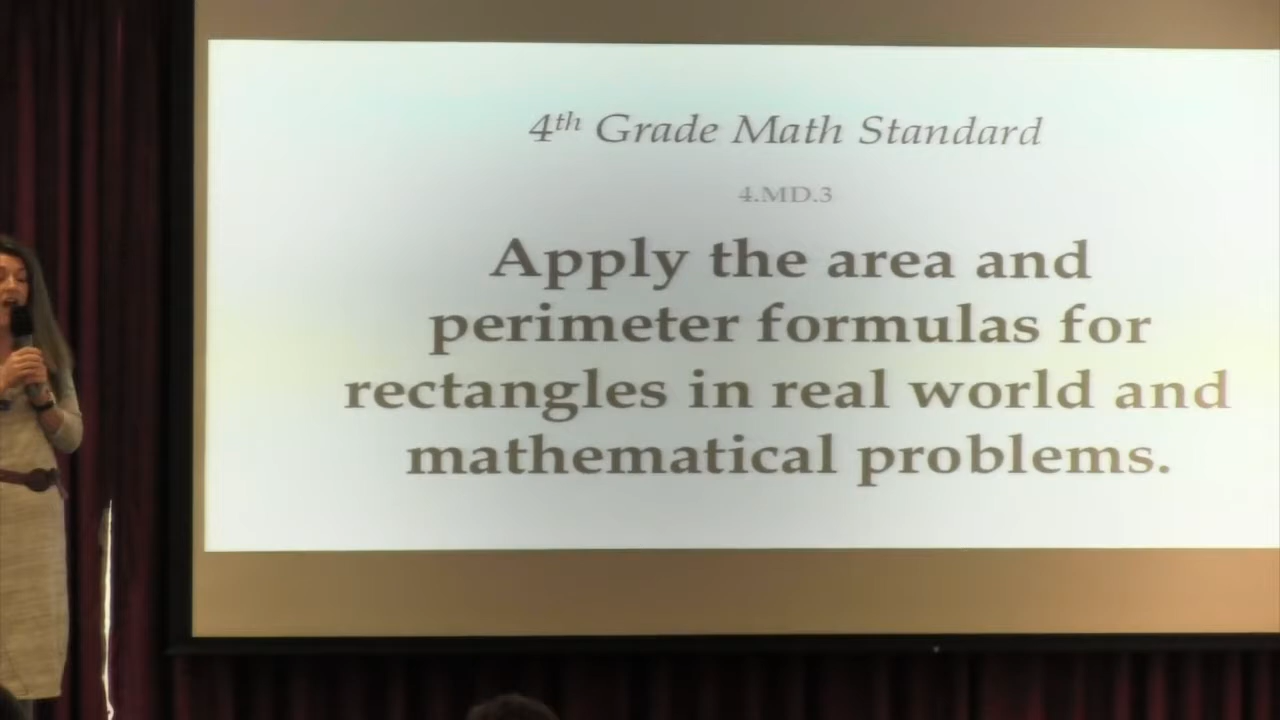 4th Grade Math Standard
4.MD.3
Apply the area and
perimeter formulas for
rectangles in real world and
mathematical problems.